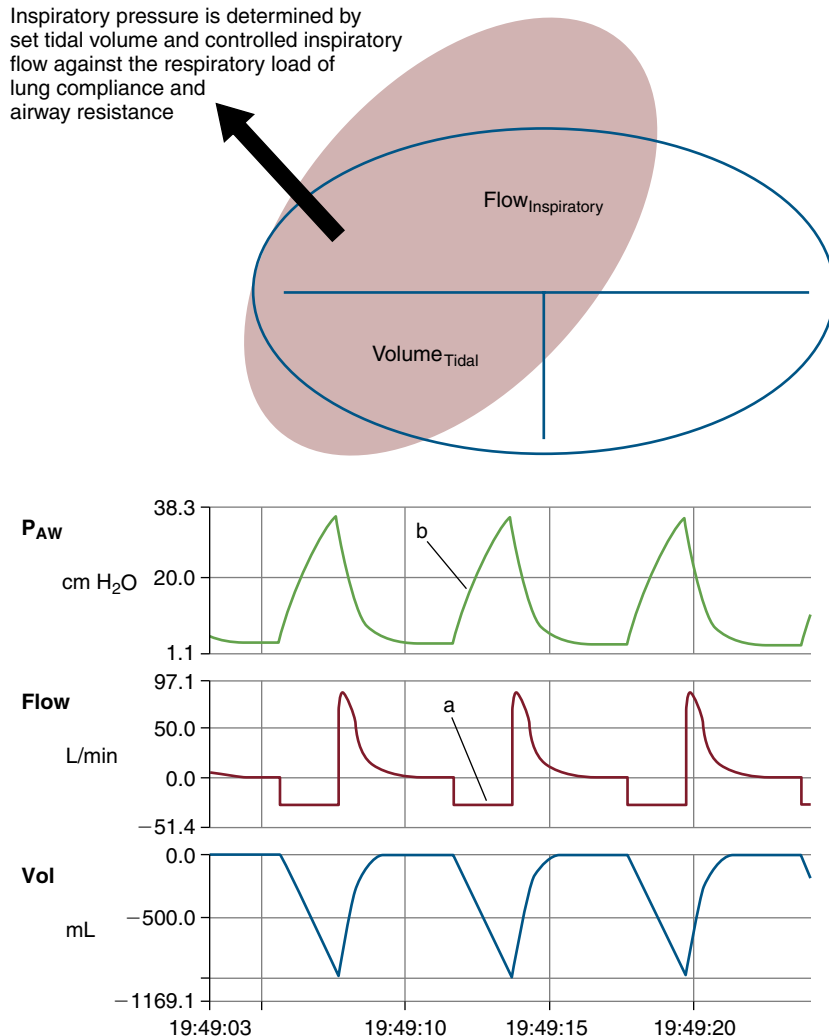 Inspiratory pressure is determined by
set tidal volume and controlled inspiratory
flow against the respiratory load of
lung compliance and
airway resistance
FlowInspiratory
VolumeTidal
PAW
cm H2O
38.3
20.0
1.1
b
Flow
L/min
97.1
50.0
0.0
−51.4
a
Vol
mL
0.0
−500.0
−1169.1
19:49:03 19:49:10 19:49:15 19:49:20